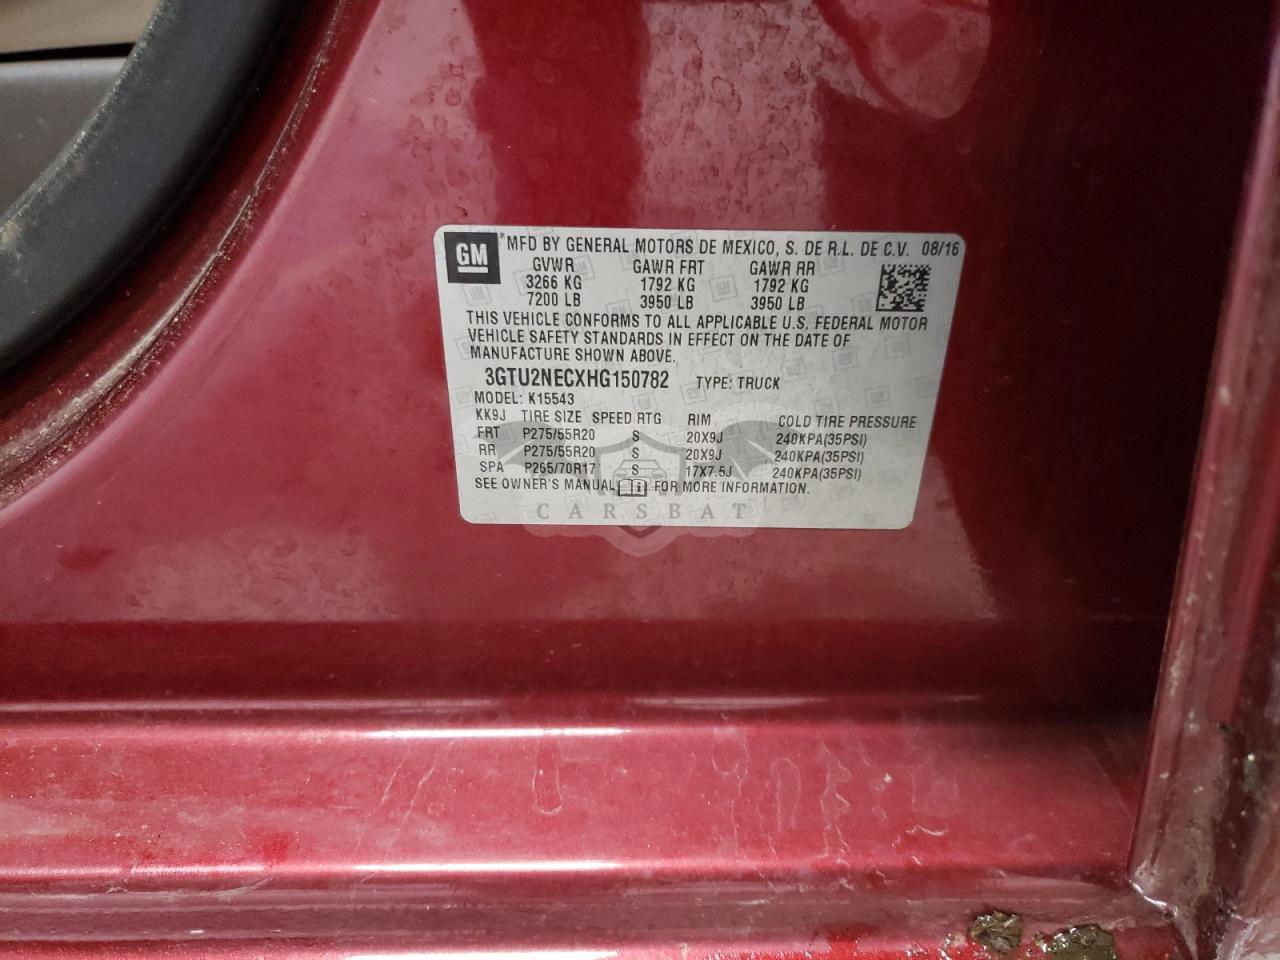 GM *MFD BY GENERAL MOTORS DE MEXICO, S. DE R.L. DE C.V. 08/16
GVWR GAWR FRT GAWR RR
3266 KG 1792 KG 1792 KG
7200 LB 3950 LB 3950 LB
THIS VEHICLE CONFORMS TO ALL APPLICABLE U.S. FEDERAL MOTOR
VEHICLE SAFETY STANDARDS IN EFFECT ON THE DATE OF
MANUFACTURE SHOWN ABOVE.
3GTU2NECXHG150782 TYPE: TRUCK
MODEL: K15543
KK9J TIRE SIZE SPEED RTG RIM COLD TIRE PRESSURE
FRT P275/55R20 S 20X9J 240KPA(35PSI)
RR P275/55R20 S 20X9J 240KPA(35PSI)
SPA P265/70R17 S 17X7.5J 240KPA(35PSI)
SEE OWNER'S MANUAL FOR MORE INFORMATION.
CARSBAT